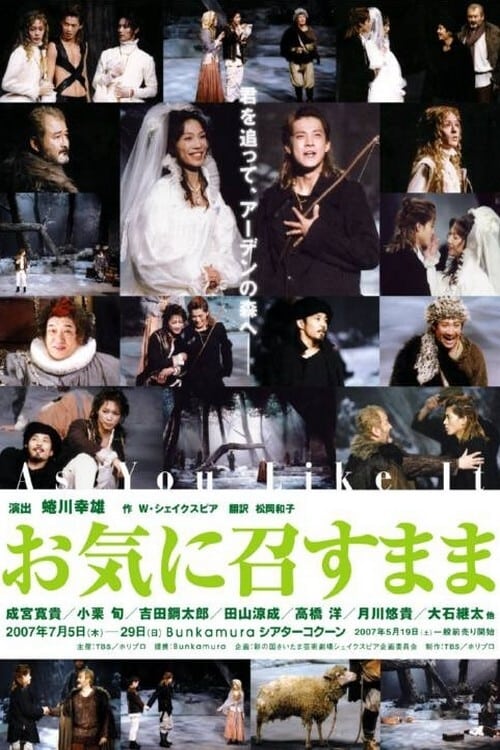 君を追って、アーデンの森へ――
As You Like It
演出 蜷川幸雄 作 W・シェイクスピア 翻訳 松岡和子
お気に召すまま
成宮寛貴/小栗 旬/吉田鋼太郎/田山涼成/高橋 洋/月川悠貴/大石継太 他
2007年7月5日(木)―29日(日) Bunkamura シアターコクーン 2007年5月19日(土)一般前売り開始
主催:TBS/ホリプロ 提携:Bunkamura 企画:彩の国さいたま芸術劇場シェイクスピア企画委員会 制作:TBS/ホリプロ